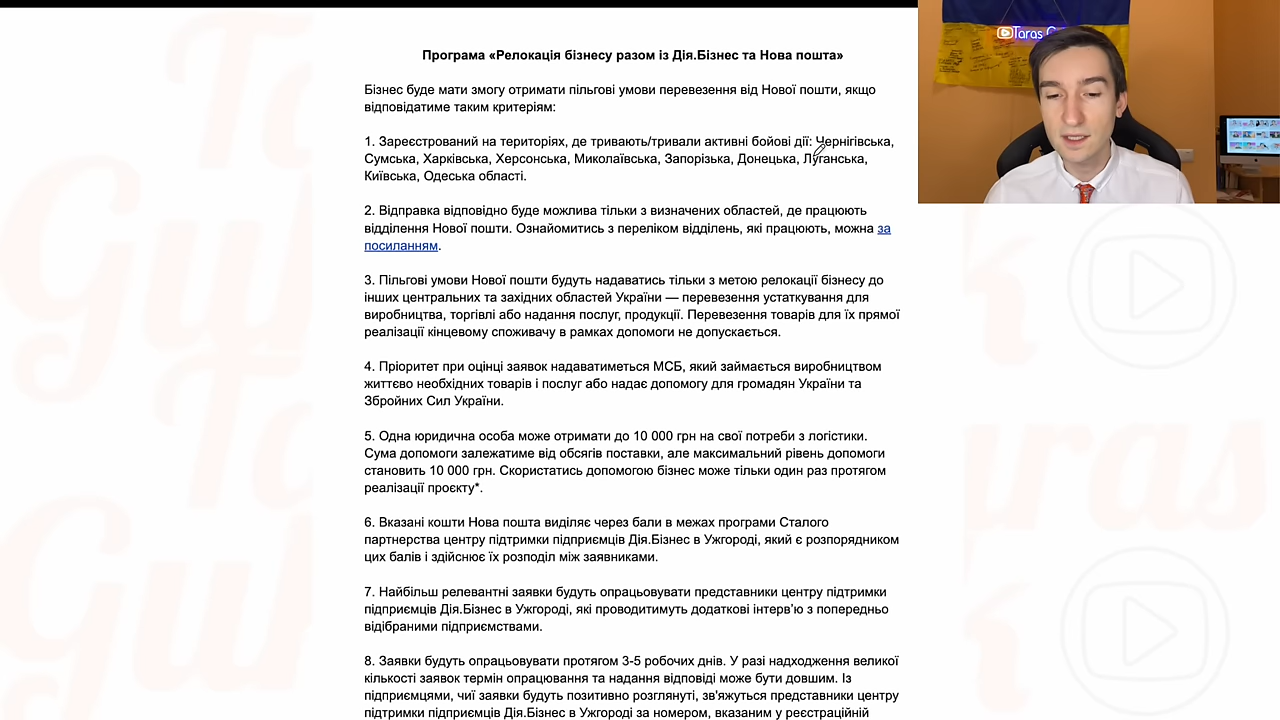 Програма «Релокація бізнесу разом із Дія.Бізнес та Нова пошта»
Бізнес буде мати змогу отримати пільгові умови перевезення від Нової пошти, якщо
відповідатиме таким критеріям:
1. Зареєстрований на територіях, де тривають/тривали активні бойові дії: Чернігівська,
Сумська, Харківська, Херсонська, Миколаївська, Запорізька, Донецька, Луганська,
Київська, Одеська області.
2. Відправка відповідно буде можлива тільки з визначених областей, де працюють
відділення Нової пошти. Ознайомитись з переліком відділень, які працюють, можна за
посиланням.
3. Пільгові умови Нової пошти будуть надаватись тільки з метою релокації бізнесу до
інших центральних та західних областей України — перевезення устаткування для
виробництва, торгівлі або надання послуг, продукції. Перевезення товарів для їх прямої
реалізації кінцевому споживачу в рамках допомоги не допускається.
4. Пріоритет при оцінці заявок надаватиметься МСБ, який займається виробництвом
життєво необхідних товарів і послуг або надає допомогу для громадян України та
Збройних Сил України.
5. Одна юридична особа може отримати до 10 000 грн на свої потреби з логістики.
Сума допомоги залежатиме від обсягів поставки, але максимальний рівень допомоги
становить 10 000 грн. Скористатись допомогою бізнес може тільки один раз протягом
реалізації проєкту*.
6. Вказані кошти Нова пошта виділяє через бали в межах програми Сталого
партнерства центру підтримки підприємців Дія.Бізнес в Ужгороді, який є розпорядником
цих балів і здійснює їх розподіл між заявниками.
7. Найбільш релевантні заявки будуть опрацьовувати представники центру підтримки
підприємців Дія.Бізнес в Ужгороді, які проводитимуть додаткові інтерв’ю з попередньо
відібраними підприємствами.
8. Заявки будуть опрацьовувати протягом 3-5 робочих днів. У разі надходження великої
кількості заявок термін опрацювання та надання відповіді може бути довшим. Із
підприємцями, чиї заявки будуть позитивно розглянуті, зв'яжуться представники центру
підтримки підприємців Дія.Бізнес в Ужгороді за номером, вказаним у реєстраційній
Taras